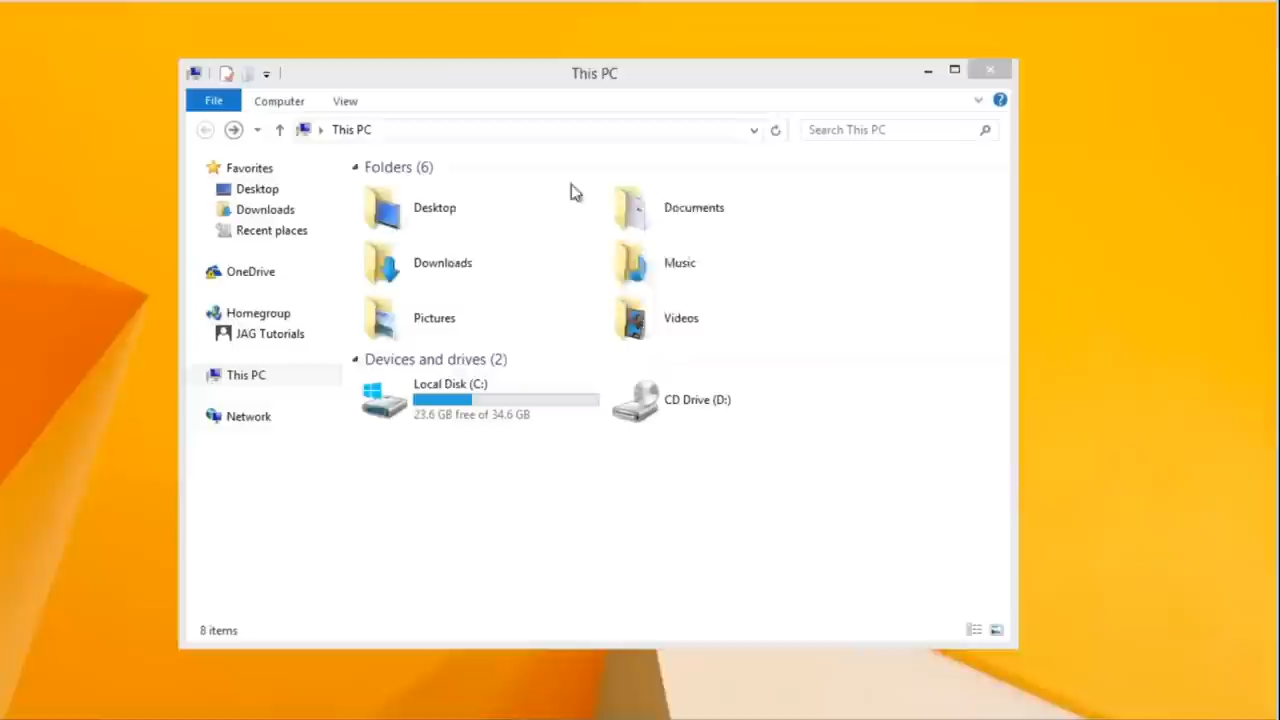 This PC
File Computer View
This PC
Search This PC
Favorites
Desktop
Downloads
Recent places
OneDrive
Homegroup
JAG Tutorials
This PC
Network
Folders (6)
Desktop
Documents
Downloads
Music
Pictures
Videos
Devices and drives (2)
Local Disk (C:)
23.6 GB free of 34.6 GB
CD Drive (D:)
8 items